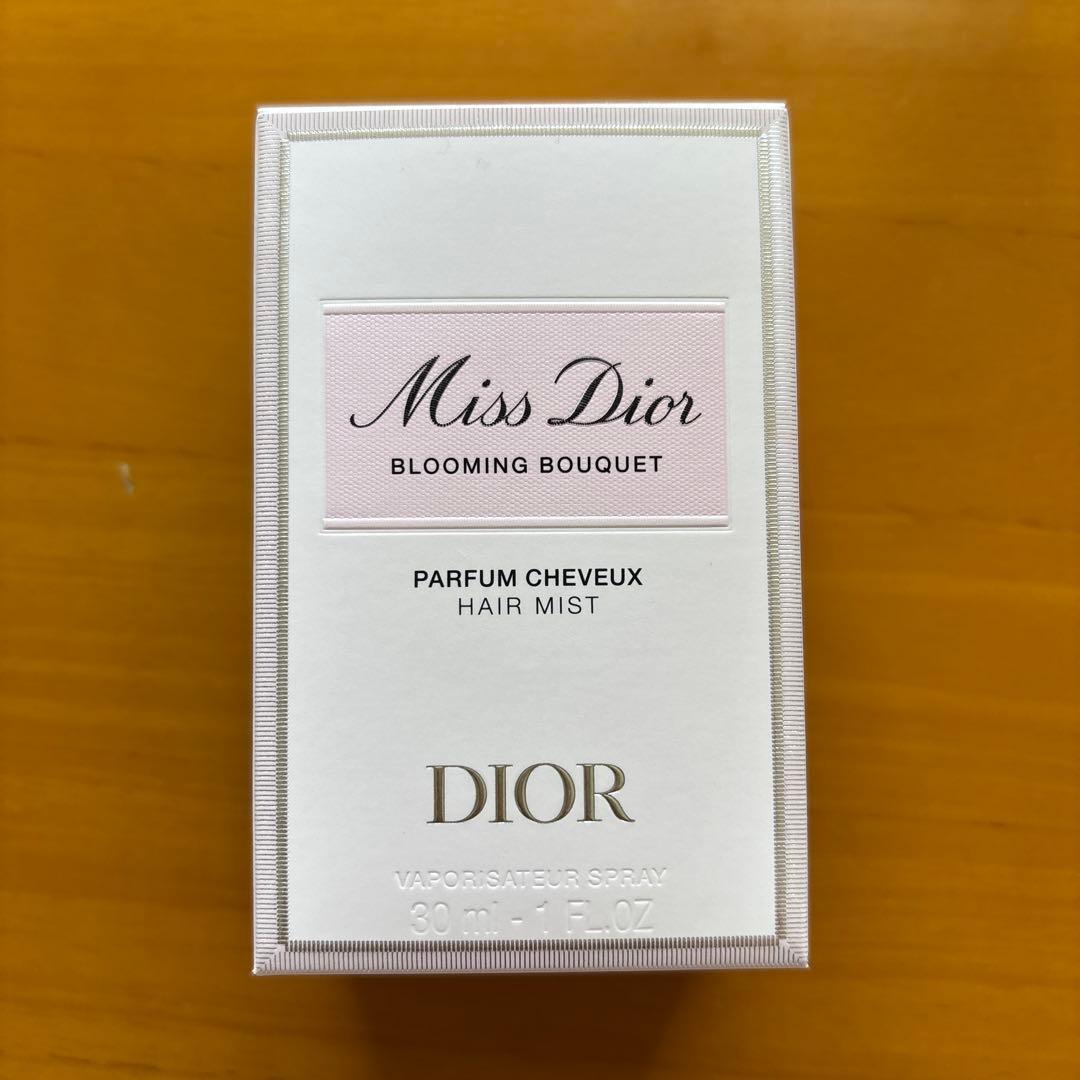 Miss Dior
BLOOMING BOUQUET
PARFUM CHEVEUX
HAIR MIST
DIOR
VAPORISATEUR SPRAY
30 ml - 1 FL.OZ